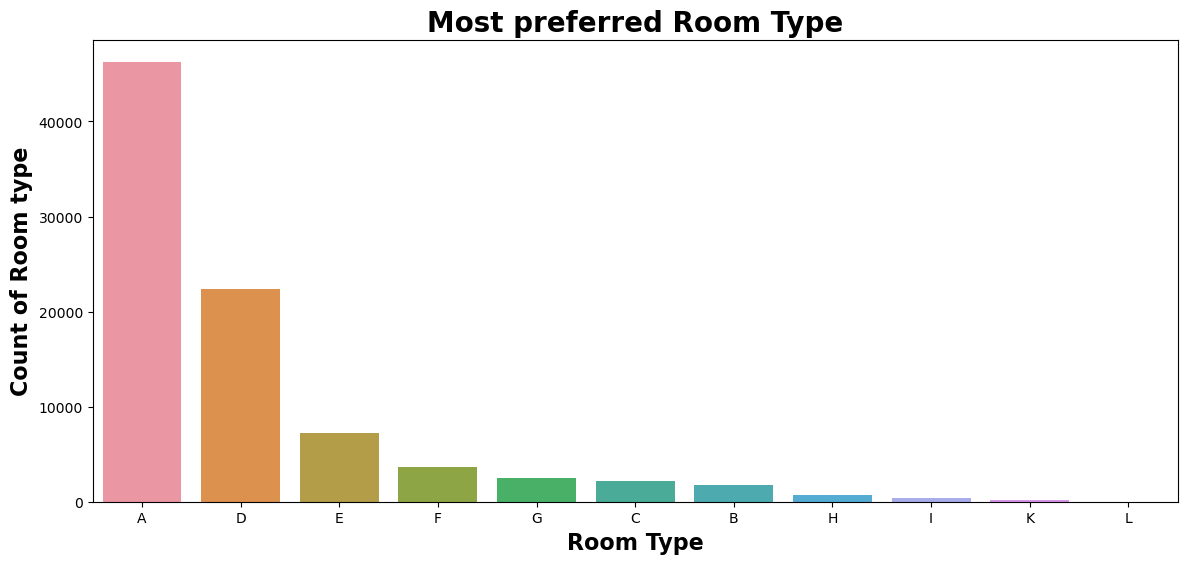 Most preferred Room Type
Count of Room type
40000
30000
20000
10000
0
A D E F G C B H I K L
Room Type